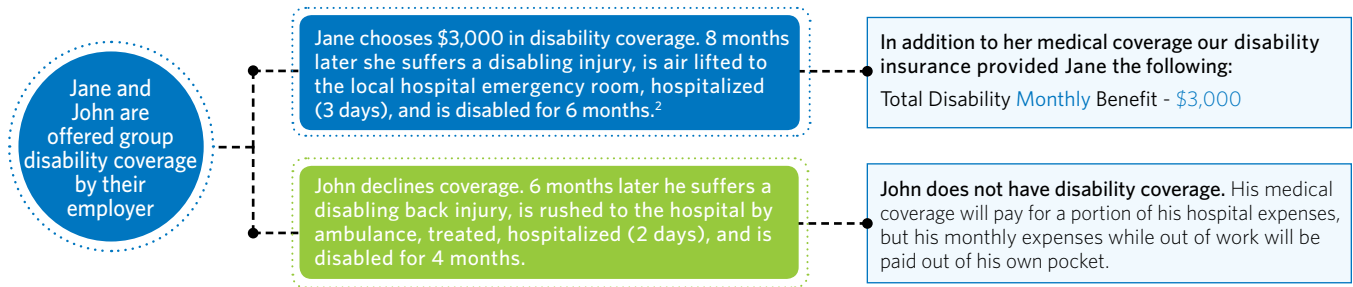 Jane and
John are
offered group
disability coverage
by their
employer
Jane chooses $3,000 in disability coverage. 8 months
later she suffers a disabling injury, is air lifted to
the local hospital emergency room, hospitalized
(3 days), and is disabled for 6 months.2
In addition to her medical coverage our disability
insurance provided Jane the following:
Total Disability Monthly Benefit - $3,000
John declines coverage. 6 months later he suffers a
disabling back injury, is rushed to the hospital by
ambulance, treated, hospitalized (2 days), and is
disabled for 4 months.
John does not have disability coverage. His medical
coverage will pay for a portion of his hospital expenses,
but his monthly expenses while out of work will be
paid out of his own pocket.